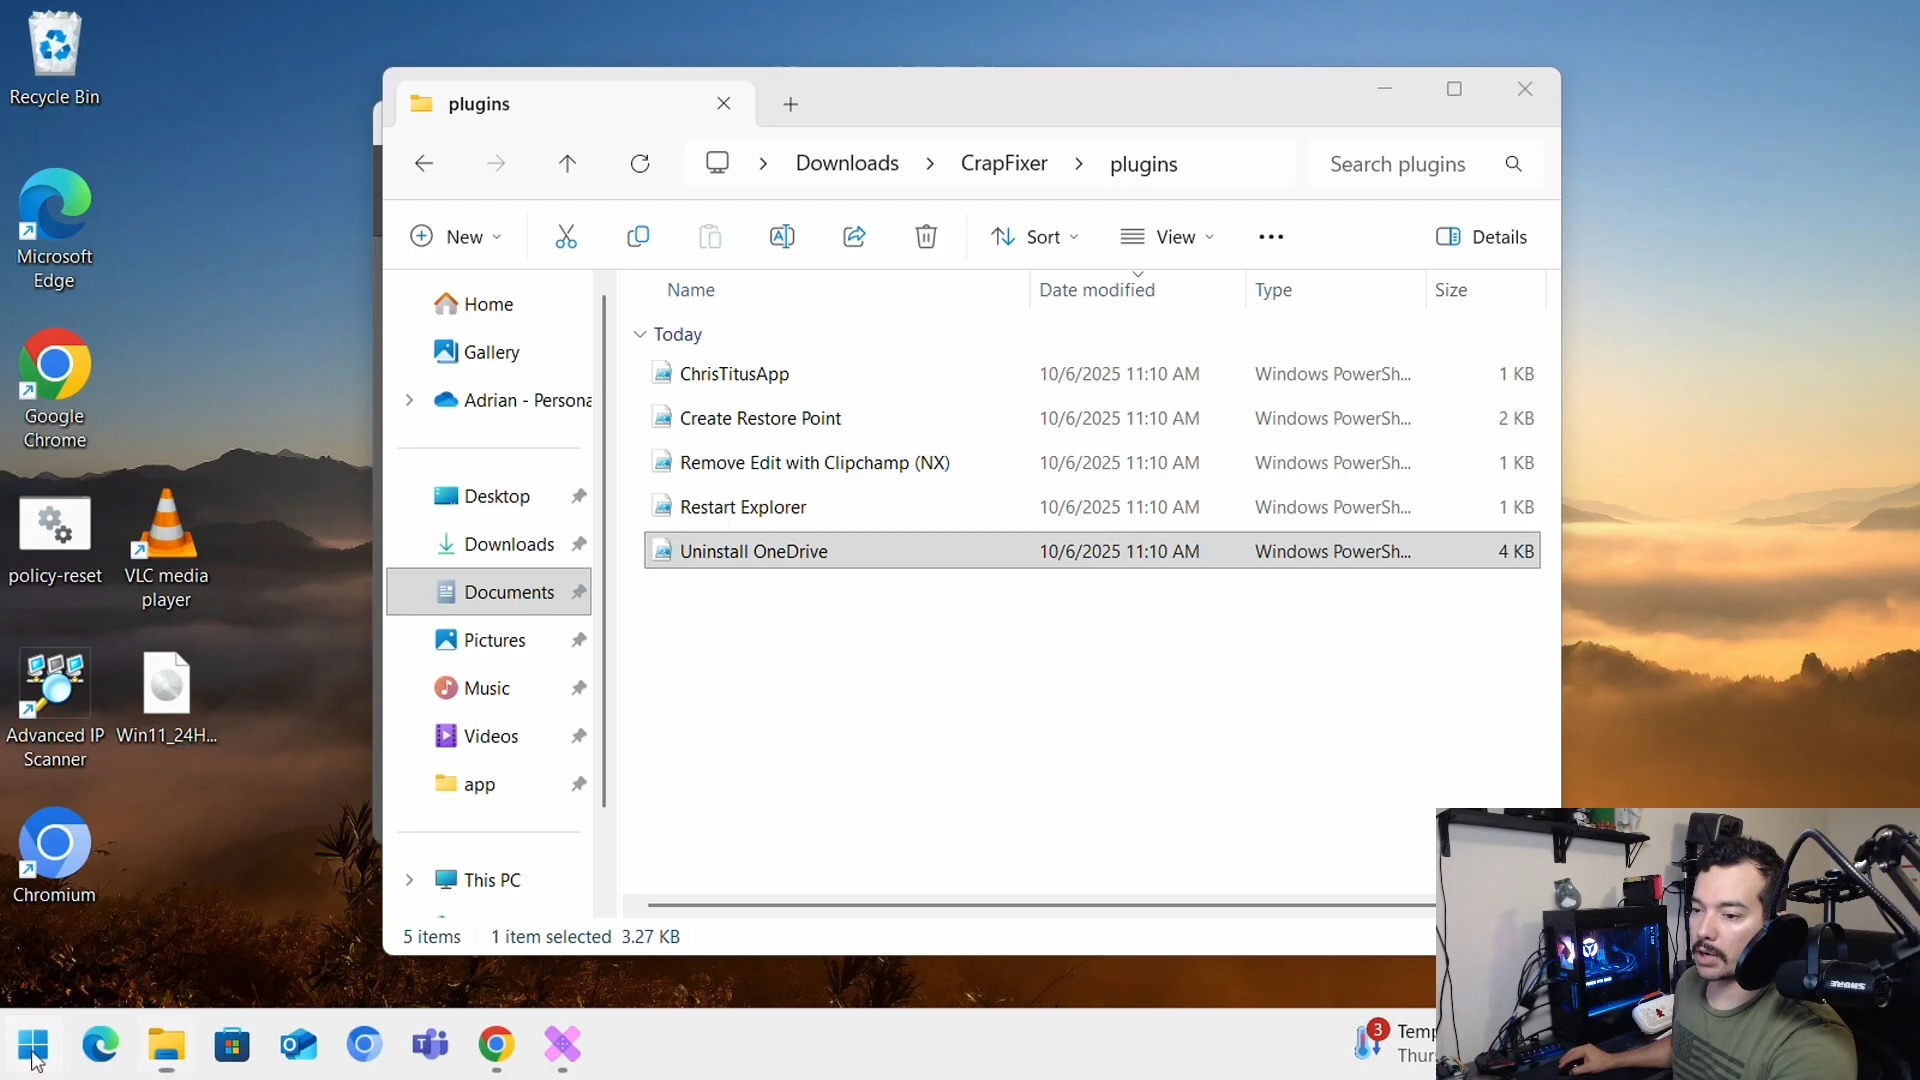 Recycle Bin
Microsoft
Edge
Google
Chrome
policy-reset
VLC media
player
Advanced IP
Scanner
Win11_24H...
Chromium
plugins
Downloads
CrapFixer
plugins
Search plugins
New
Sort
View
Details
Home
Gallery
Adrian - Persona
Desktop
Downloads
Documents
Pictures
Music
Videos
app
This PC
Name Date modified Type Size
Today
ChrisTitusApp 10/6/2025 11:10 AM Windows PowerSh... 1 KB
Create Restore Point 10/6/2025 11:10 AM Windows PowerSh... 2 KB
Remove Edit with Clipchamp (NX) 10/6/2025 11:10 AM Windows PowerSh... 1 KB
Restart Explorer 10/6/2025 11:10 AM Windows PowerSh... 1 KB
Uninstall OneDrive 10/6/2025 11:10 AM Windows PowerSh... 4 KB
5 items 1 item selected 3.27 KB
3
Temp
Thur
SHURE